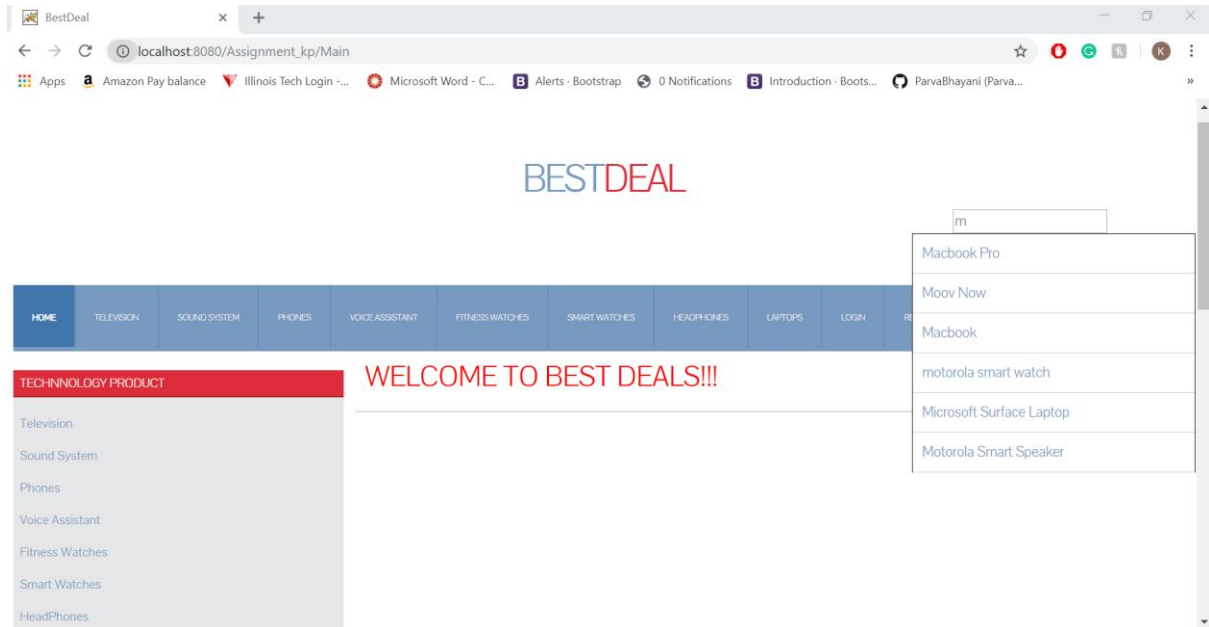 BestDeal
localhost:8080/Assignment_kp/Main
K
Apps
Amazon Pay balance
Illinois Tech Login -...
Microsoft Word - C...
Alerts · Bootstrap
0 Notifications
Introduction · Boots...
ParvaBhayani (Parva...
»
BESTDEAL
m
Macbook Pro
Moov Now
Macbook
motorola smart watch
Microsoft Surface Laptop
Motorola Smart Speaker
HOME
TELEVISION
SOUND SYSTEM
PHONES
VOICE ASSISTANT
FITNESS WATCHES
SMART WATCHES
HEADPHONES
LAPTOPS
LOGIN
TECHNNOLOGY PRODUCT
WELCOME TO BEST DEALS!!!
Television
Sound System
Phones
Voice Assistant
Fitness Watches
Smart Watches
HeadPhones